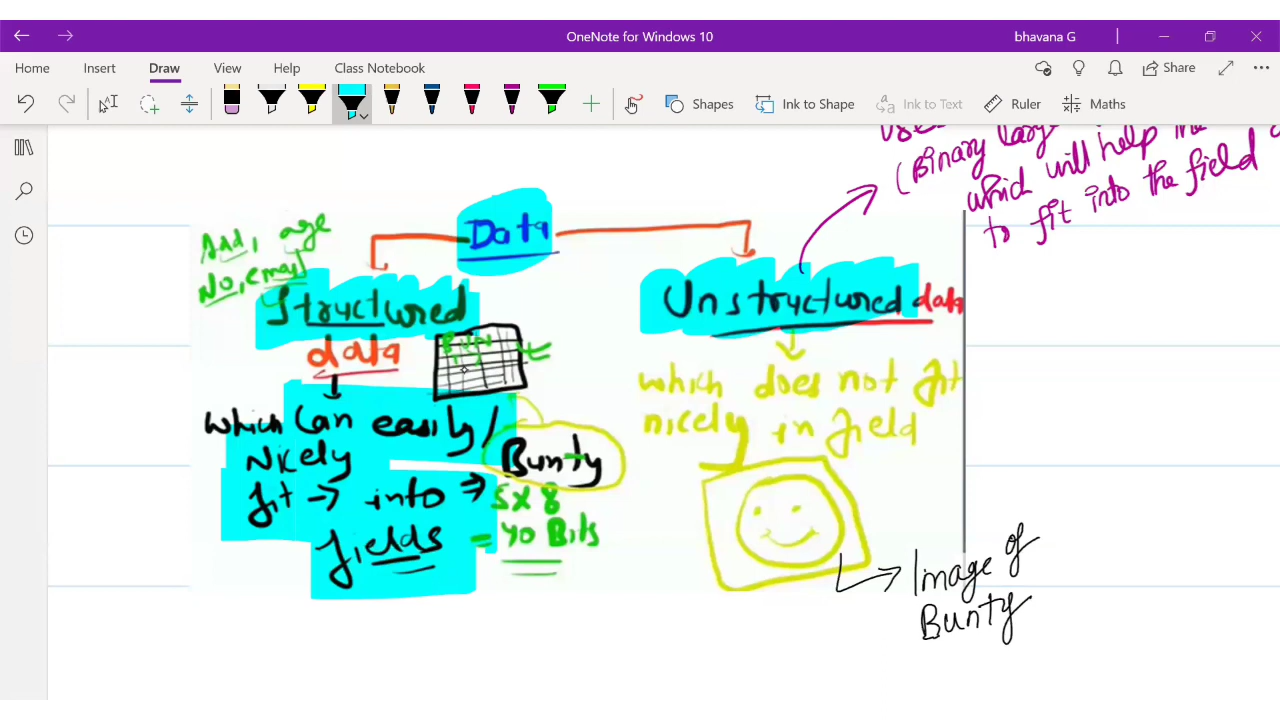 OneNote for Windows 10
bhavana G
Home
Insert
Draw
View
Help
Class Notebook
Share
Shapes
Ink to Shape
Ink to Text
Ruler
Maths
(Binary large
which will help the
to fit into the field
Data
Add, age
No, email
Structured
data
Unstructured data
which can easily/
Nicely
fit → into ⇒
fields
Bunty
5 x 8
= 40 Bits
which does not fit
nicely in field
Image of
Bunty